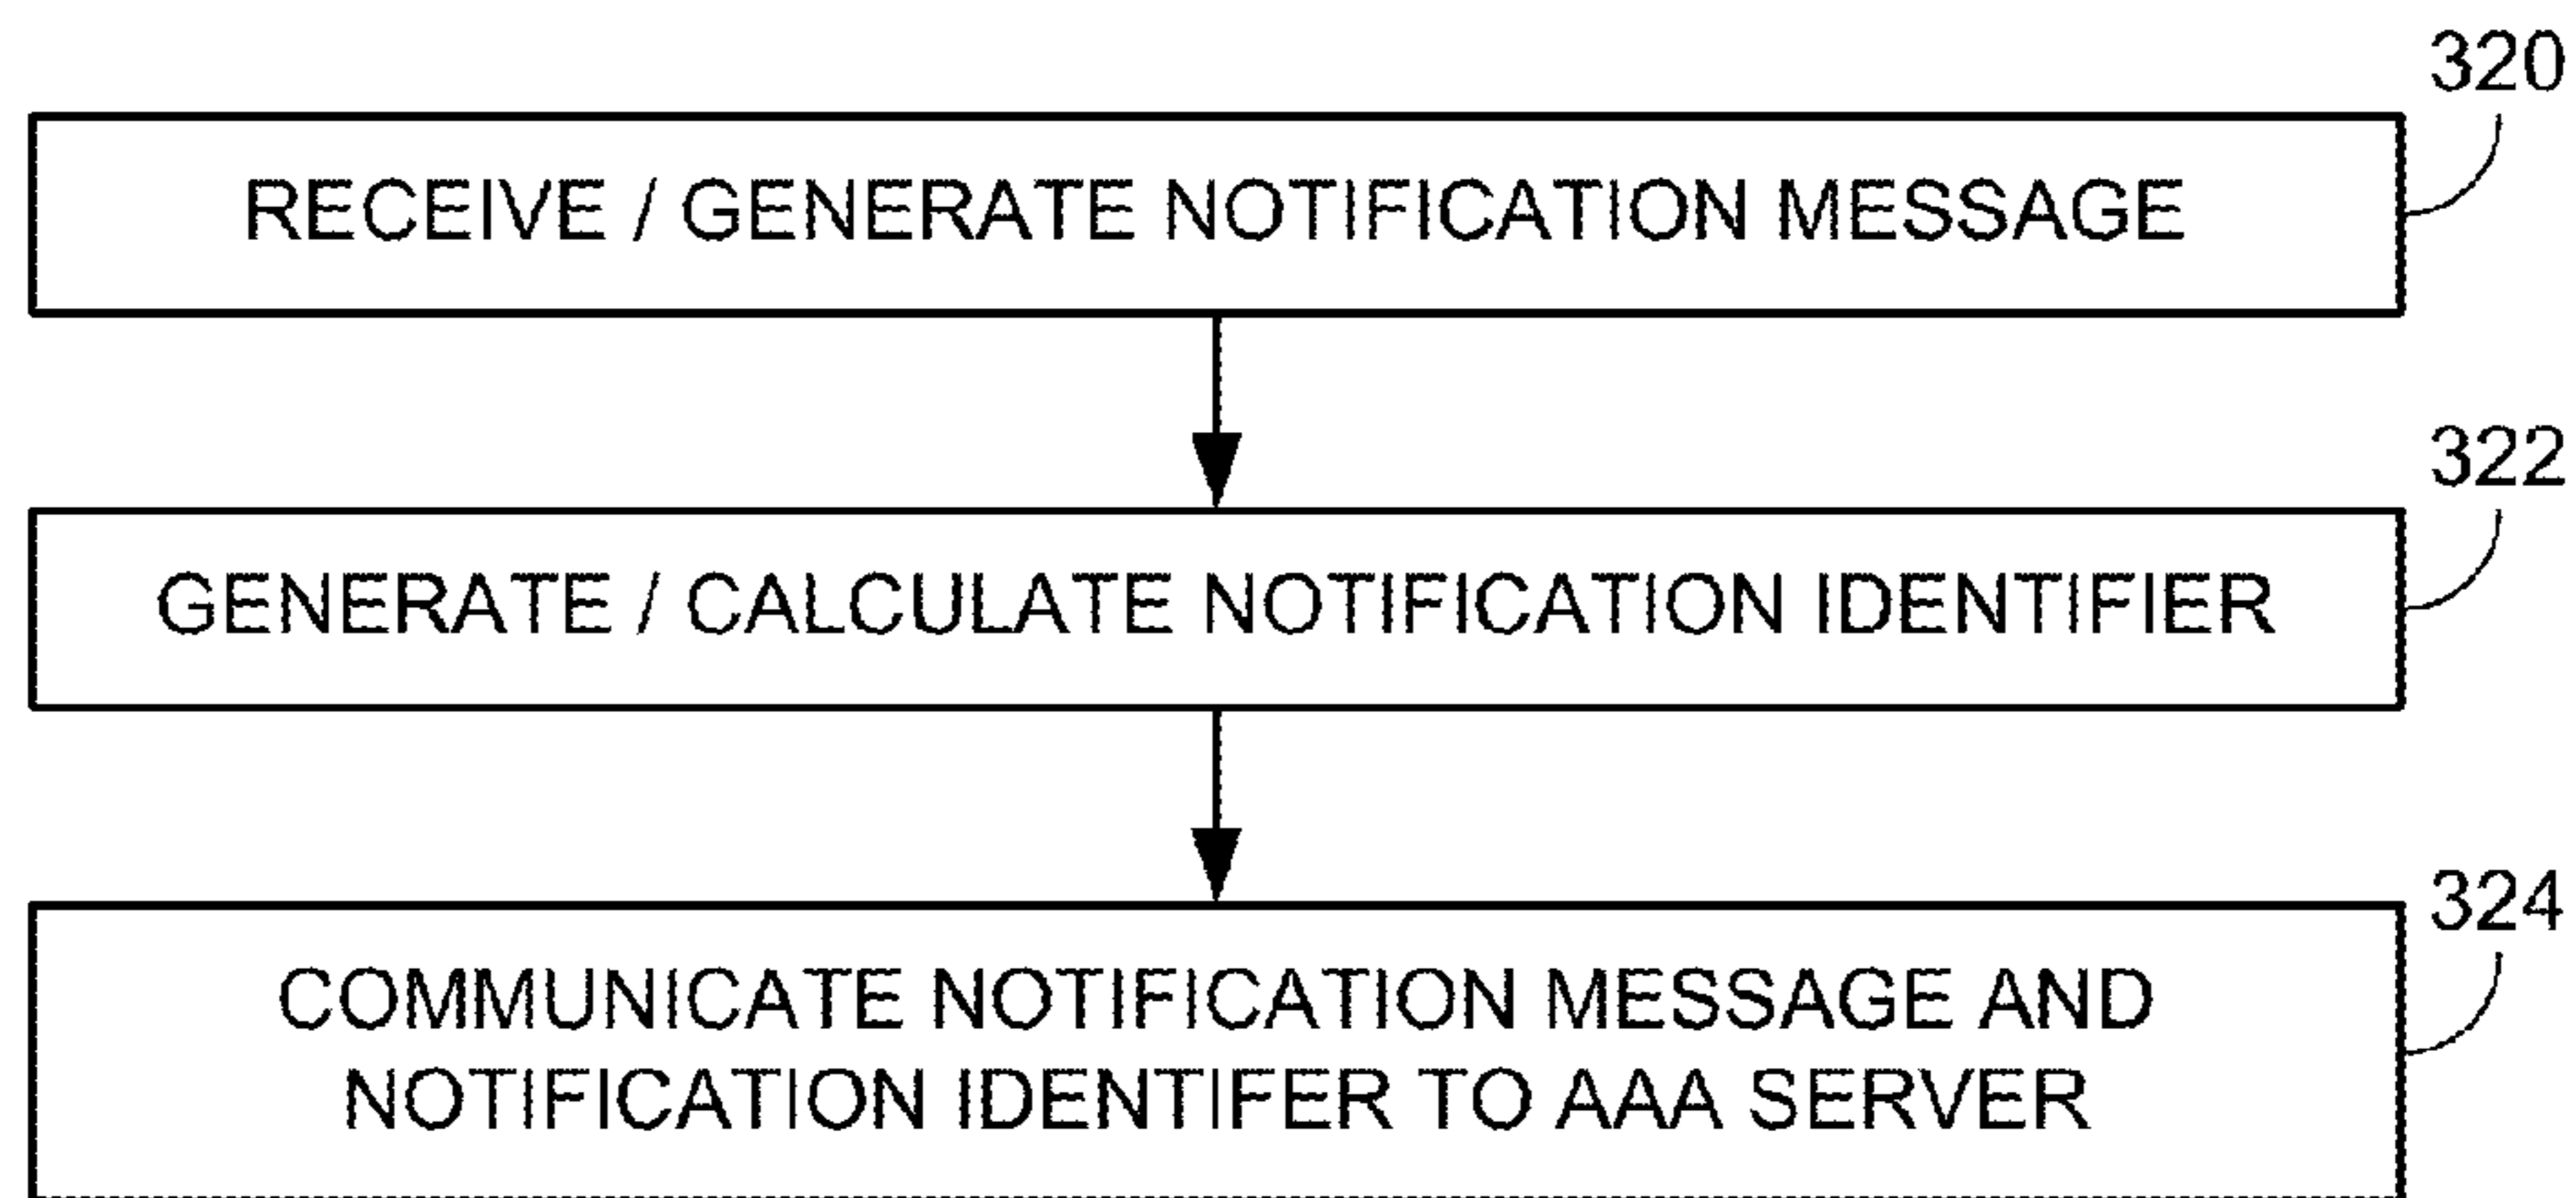 320
RECEIVE / GENERATE NOTIFICATION MESSAGE
322
GENERATE / CALCULATE NOTIFICATION IDENTIFIER
324
COMMUNICATE NOTIFICATION MESSAGE AND
NOTIFICATION IDENTIFER TO AAA SERVER